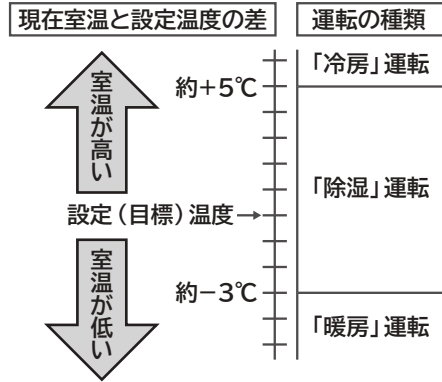 現在室温と設定温度の差
運転の種類
室温が高い
約+5℃
設定(目標)温度→
約−3℃
室温が低い
「冷房」運転
「除湿」運転
「暖房」運転